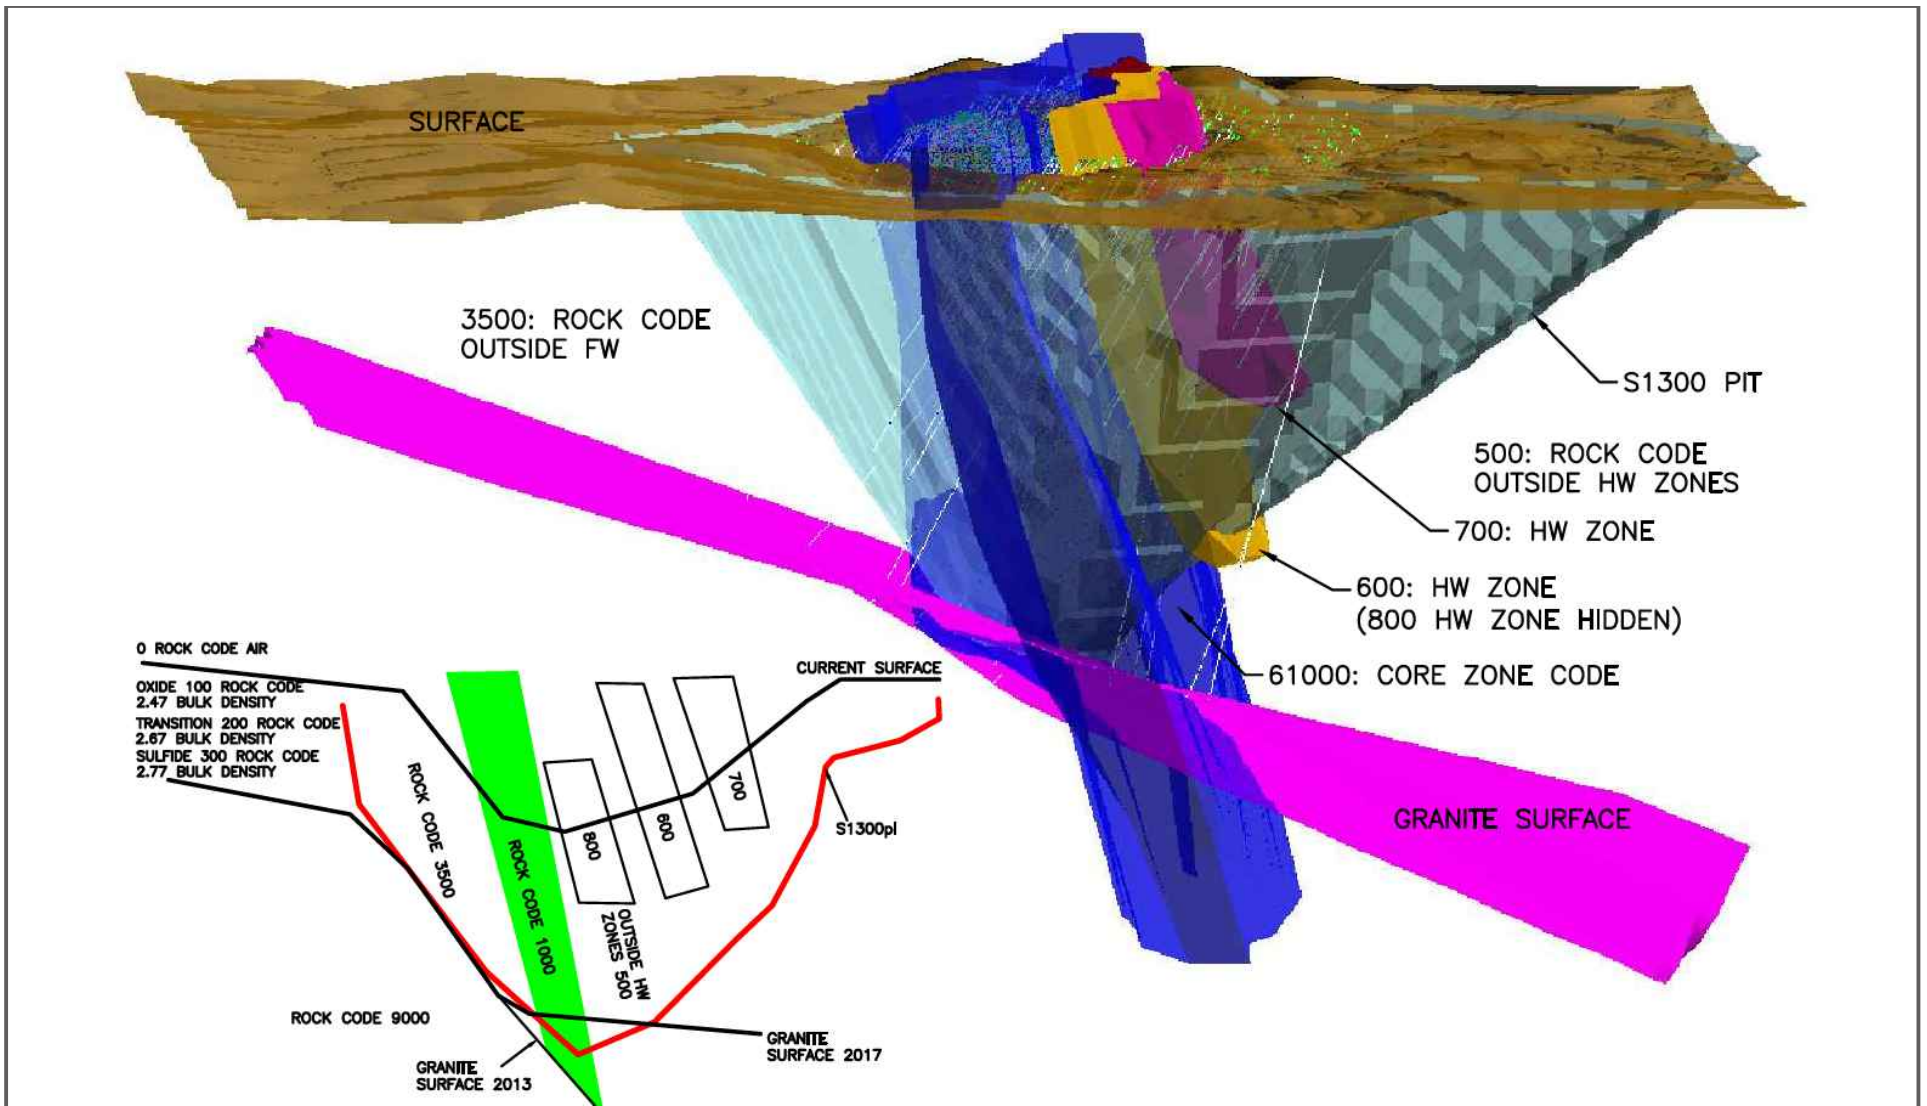 SURFACE
3500: ROCK CODE
OUTSIDE FW
S1300 PIT
500: ROCK CODE
OUTSIDE HW ZONES
700: HW ZONE
600: HW ZONE
(800 HW ZONE HIDDEN)
61000: CORE ZONE CODE
GRANITE SURFACE
0 ROCK CODE AIR
OXIDE 100 ROCK CODE
2.47 BULK DENSITY
TRANSITION 200 ROCK CODE
2.67 BULK DENSITY
SULFIDE 300 ROCK CODE
2.77 BULK DENSITY
CURRENT SURFACE
ROCK CODE 3500
ROCK CODE 1000
800
600
700
S1300pl
OUTSIDE HW
ZONES 500
ROCK CODE 9000
GRANITE
SURFACE 2013
GRANITE
SURFACE 2017